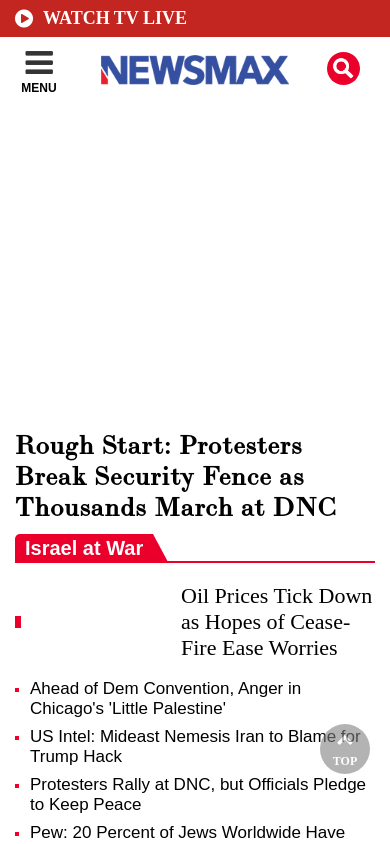 WATCH TV LIVE
MENU
NEWSMAX
Rough Start: Protesters
Break Security Fence as
Thousands March at DNC
Israel at War
Oil Prices Tick Down
as Hopes of Cease-
Fire Ease Worries
Ahead of Dem Convention, Anger in
Chicago's 'Little Palestine'
US Intel: Mideast Nemesis Iran to Blame for
Trump Hack
TOP
Protesters Rally at DNC, but Officials Pledge
to Keep Peace
Pew: 20 Percent of Jews Worldwide Have